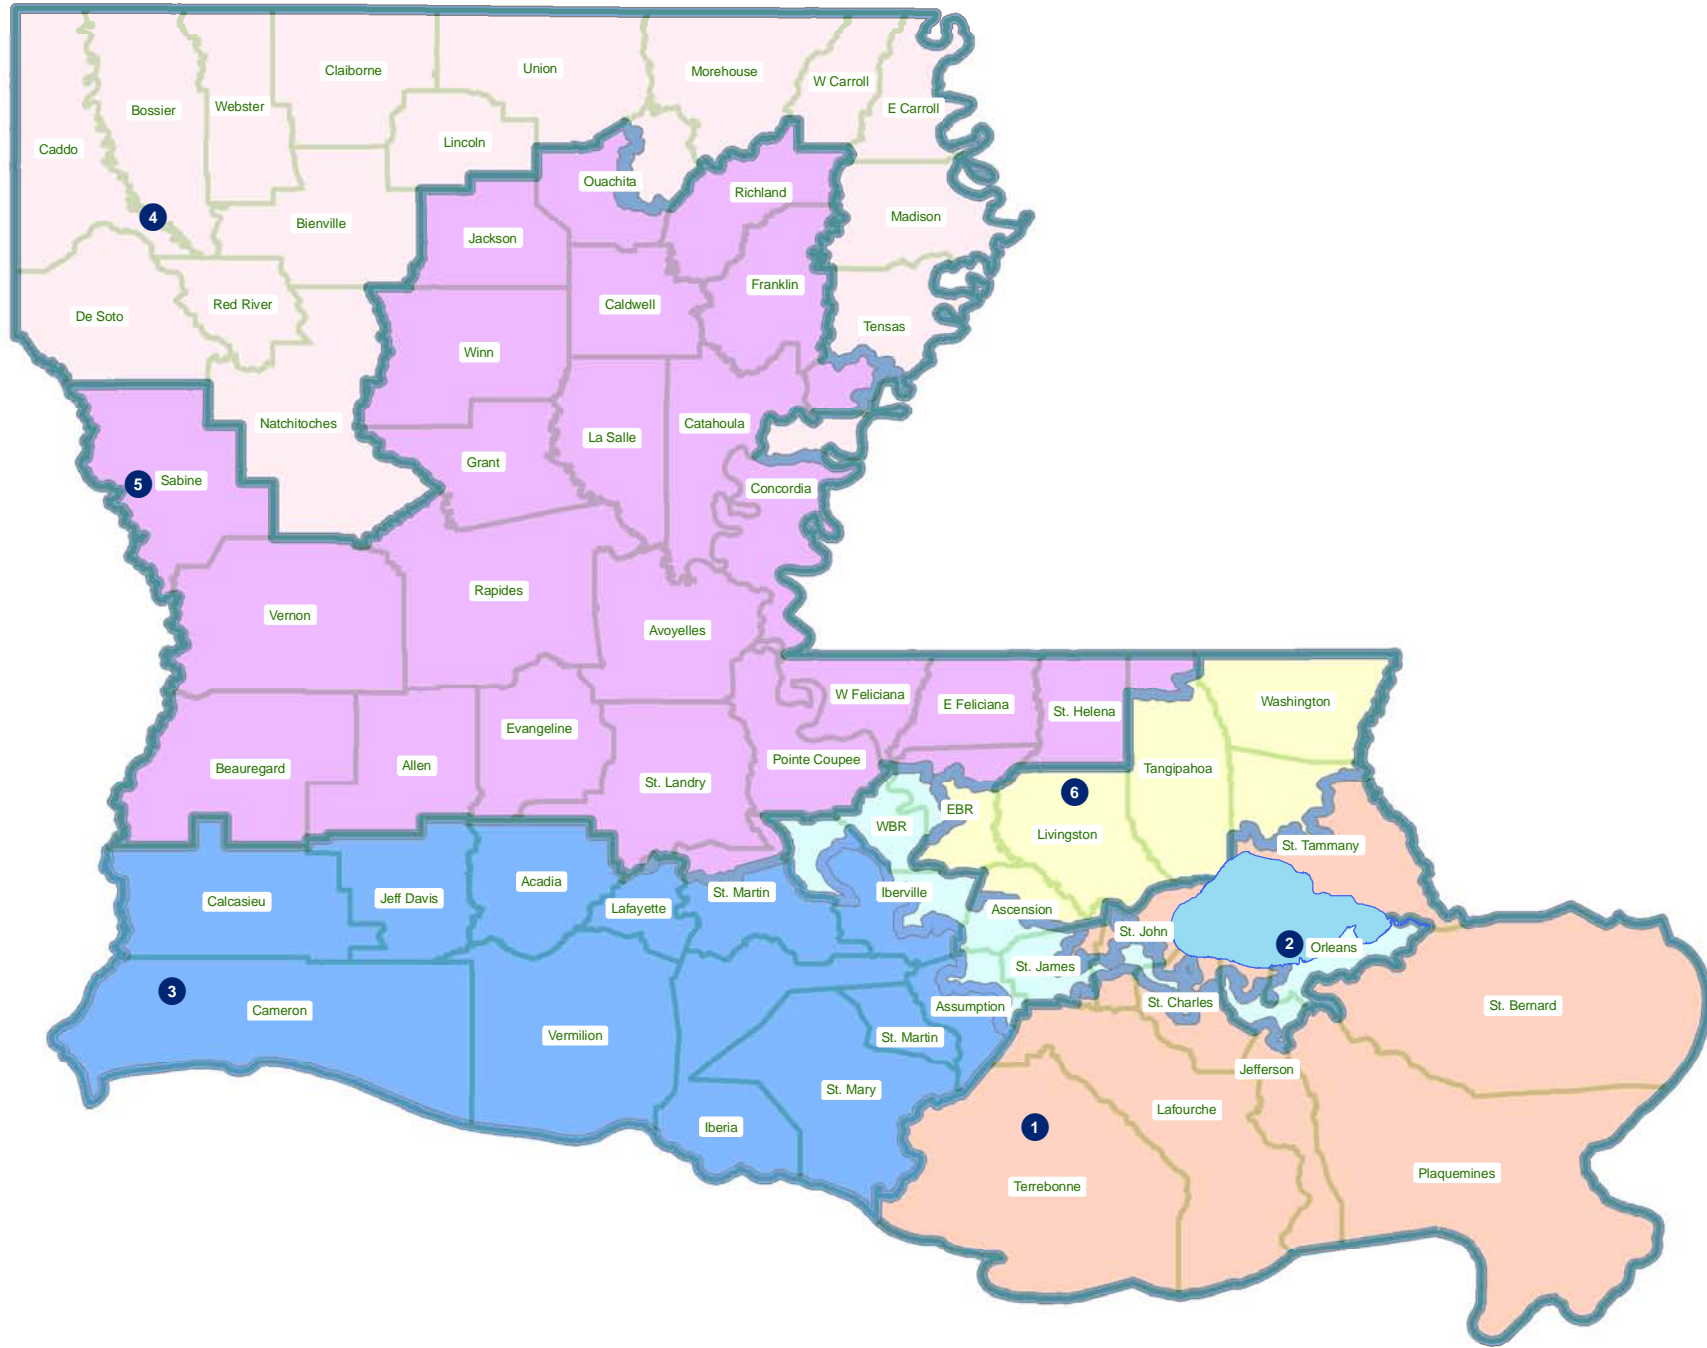 Claiborne
Union
Morehouse
W Carroll
Bossier
Webster
E Carroll
Caddo
Lincoln
Ouachita
Richland
4
Bienville
Madison
Jackson
Franklin
De Soto
Red River
Caldwell
Tensas
Winn
Natchitoches
La Salle
Catahoula
Grant
5
Sabine
Concordia
Rapides
Vernon
Avoyelles
W Feliciana
E Feliciana
St. Helena
Washington
Evangeline
Beauregard
Allen
Pointe Coupee
Tangipahoa
St. Landry
6
EBR
WBR
Livingston
St. Tammany
Acadia
St. Martin
Iberville
Calcasieu
Jeff Davis
Lafayette
Ascension
St. John
2
Orleans
St. James
3
Cameron
Assumption
St. Charles
St. Bernard
Vermilion
St. Martin
Jefferson
St. Mary
Lafourche
Iberia
1
Terrebonne
Plaquemines